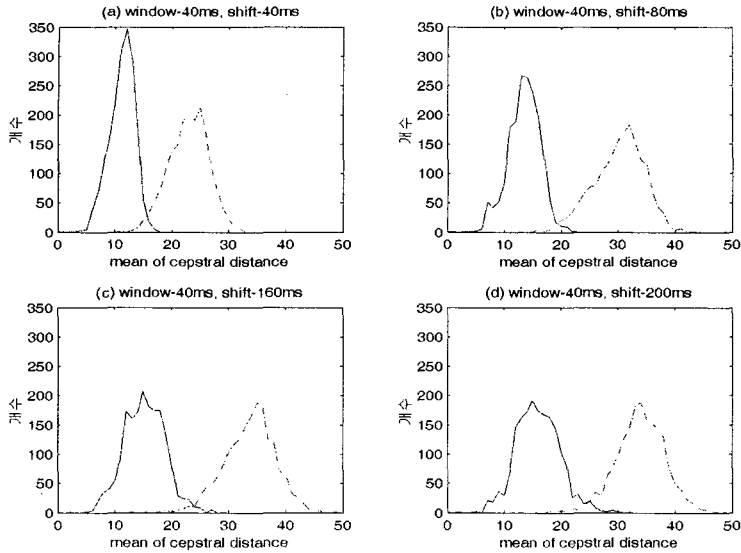 (a) window-40ms, shift-40ms
350
300
250
200
150
100
50
0
개수
0 10 20 30 40 50
mean of cepstral distance
(b) window-40ms, shift-80ms
350
300
250
200
150
100
50
0
개수
0 10 20 30 40 50
mean of cepstral distance
(c) window-40ms, shift-160ms
350
300
250
200
150
100
50
0
개수
0 10 20 30 40 50
mean of cepstral distance
(d) window-40ms, shift-200ms
350
300
250
200
150
100
50
0
개수
0 10 20 30 40 50
mean of cepstral distance